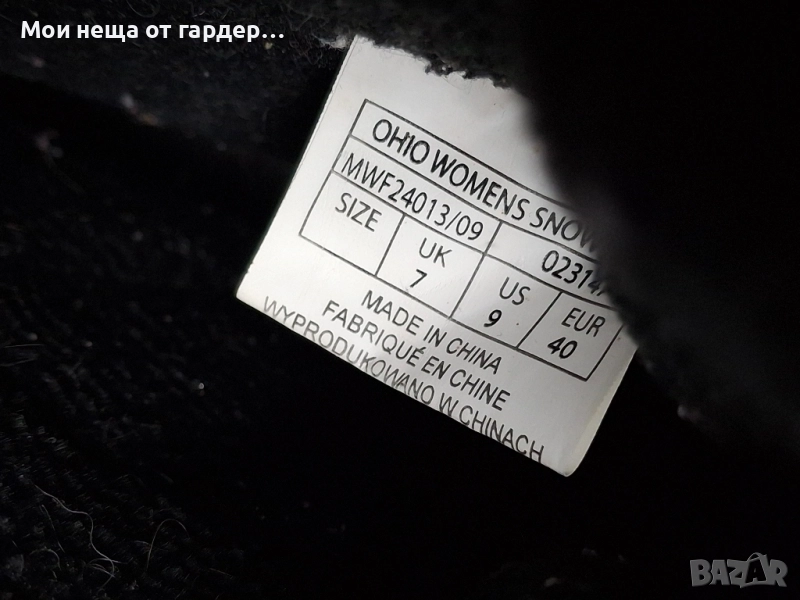 Мои неща от гардер...
OHIO WOMENS SNOW
MWF24013/09
02314
SIZE UK US EUR
7 9 40
MADE IN CHINA
FABRIQUÉ EN CHINE
WYPRODUKOWANO W CHINACH
BAZAR